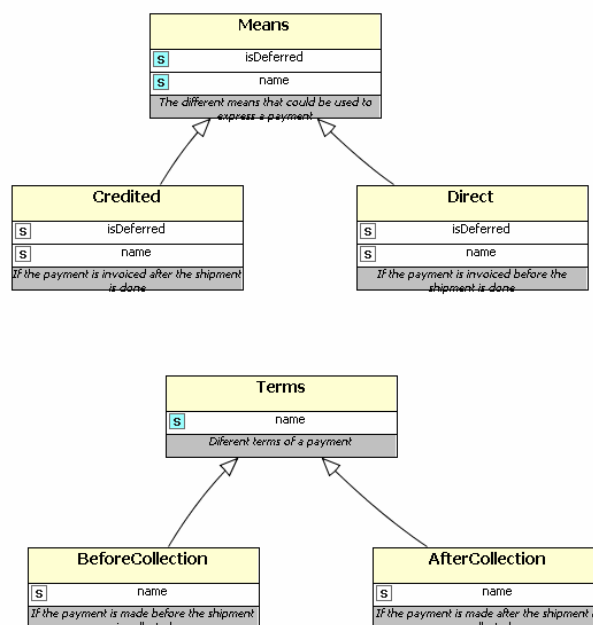 Means
S isDeferred
S name
The different means that could be used to
express a payment
Credited
S isDeferred
S name
If the payment is invoiced after the shipment
is done
Direct
S isDeferred
S name
If the payment is invoiced before the
shipment is done
Terms
S name
Diferent terms of a payment
BeforeCollection
S name
If the payment is made before the shipment
AfterCollection
S name
If the payment is made after the shipment